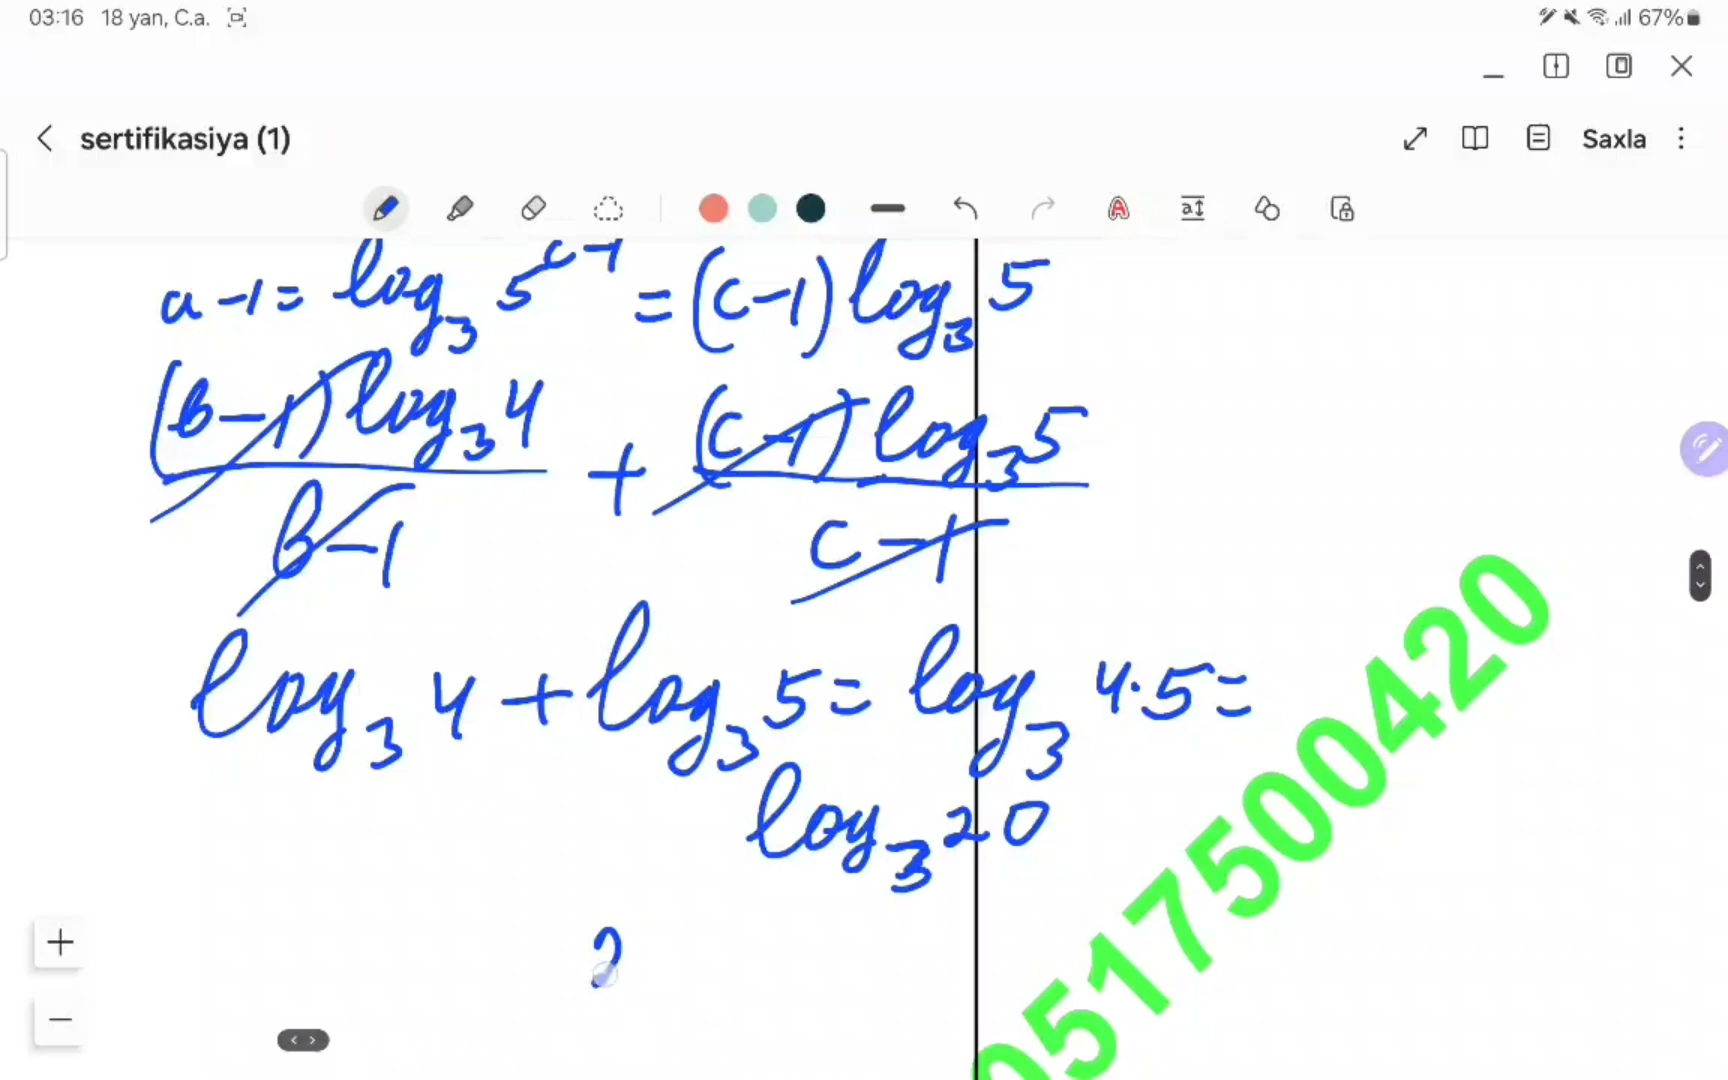 03:16 18 yan, C.a. 67%
sertifikasiya (1) Saxla
a-1= log₃ 5^(c-1) = (c-1) log₃ 5
(b-1) log₃ 4 / b-1 + (c-1) log₃ 5 / c-1
log₃ 4 + log₃ 5 = log₃ 4·5 =
log₃ 20
2
0517500420